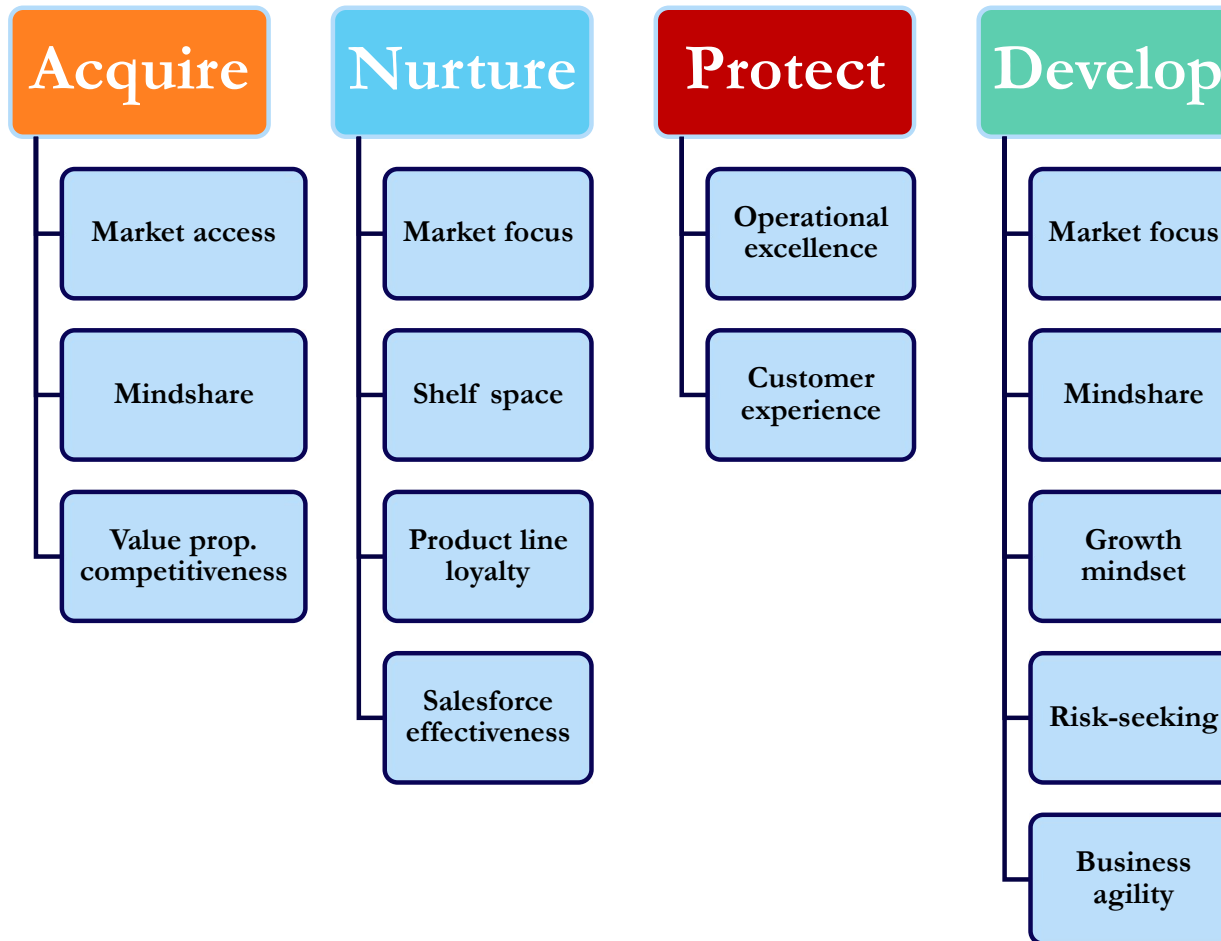 Acquire
Market access
Mindshare
Value prop.
competitiveness
Nurture
Market focus
Shelf space
Product line
loyalty
Salesforce
effectiveness
Protect
Operational
excellence
Customer
experience
Develop
Market focus
Mindshare
Growth
mindset
Risk-seeking
Business
agility